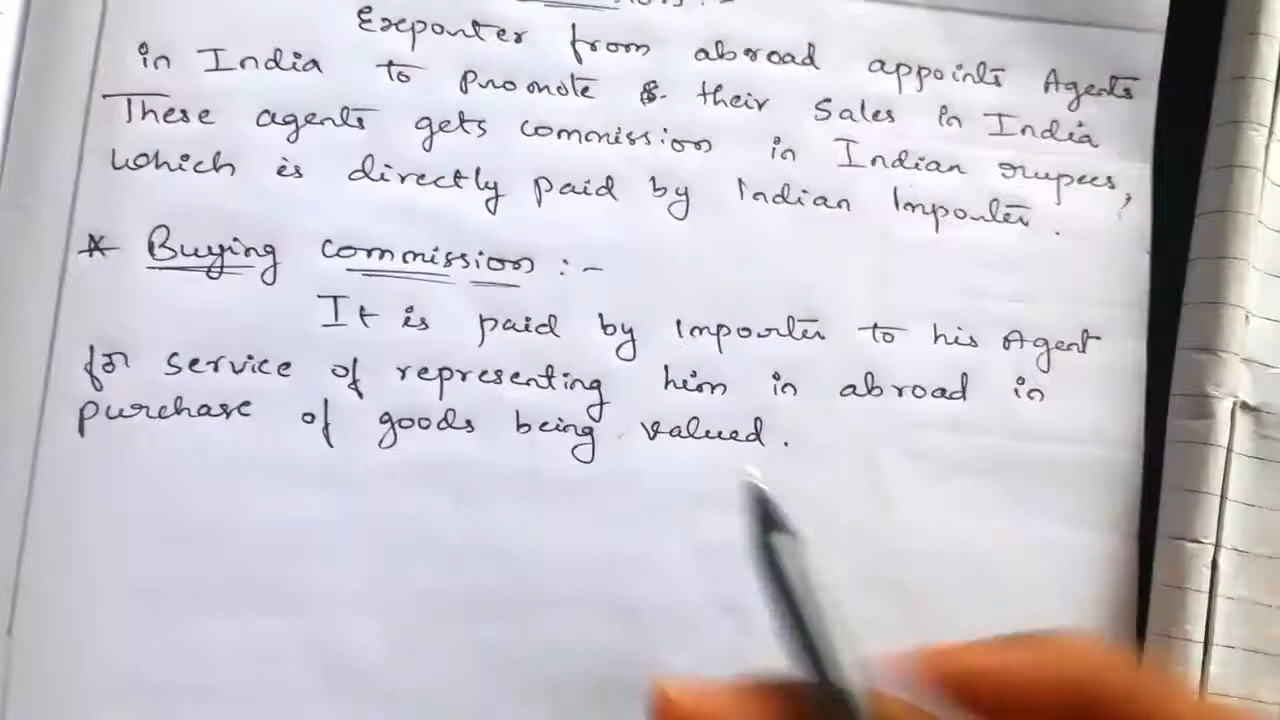 Exporter from abroad appoints Agents
in India to promote & their Sales in India
These agents gets commission in Indian rupees,
which is directly paid by Indian Importer.
* Buying commission :-
It is paid by Importer to his Agent
for service of representing him in abroad in
purchase of goods being valued.